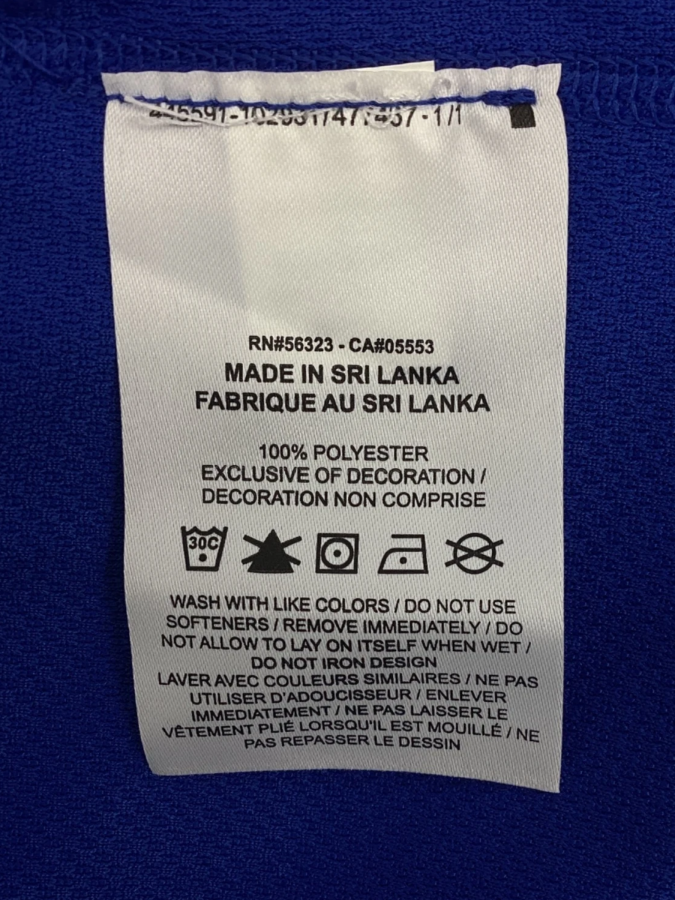 RN#56323 - CA#05553
MADE IN SRI LANKA
FABRIQUE AU SRI LANKA
100% POLYESTER
EXCLUSIVE OF DECORATION /
DECORATION NON COMPRISE
30C
WASH WITH LIKE COLORS / DO NOT USE
SOFTENERS / REMOVE IMMEDIATELY / DO
NOT ALLOW TO LAY ON ITSELF WHEN WET /
DO NOT IRON DESIGN
LAVER AVEC COULEURS SIMILAIRES / NE PAS
UTILISER D'ADOUCISSEUR / ENLEVER
IMMEDIATEMENT / NE PAS LAISSER LE
VÊTEMENT PLIÉ LORSQU'IL EST MOUILLÉ / NE
PAS REPASSER LE DESSIN